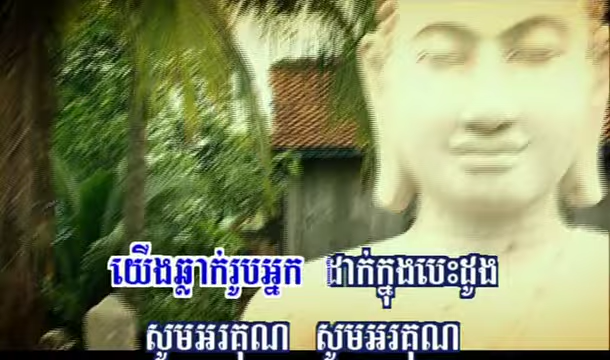 យើងឆ្លាក់រូបអ្នក ដាក់ក្នុងបេះដូង
សូមអរគុណ សូមអរគុណ